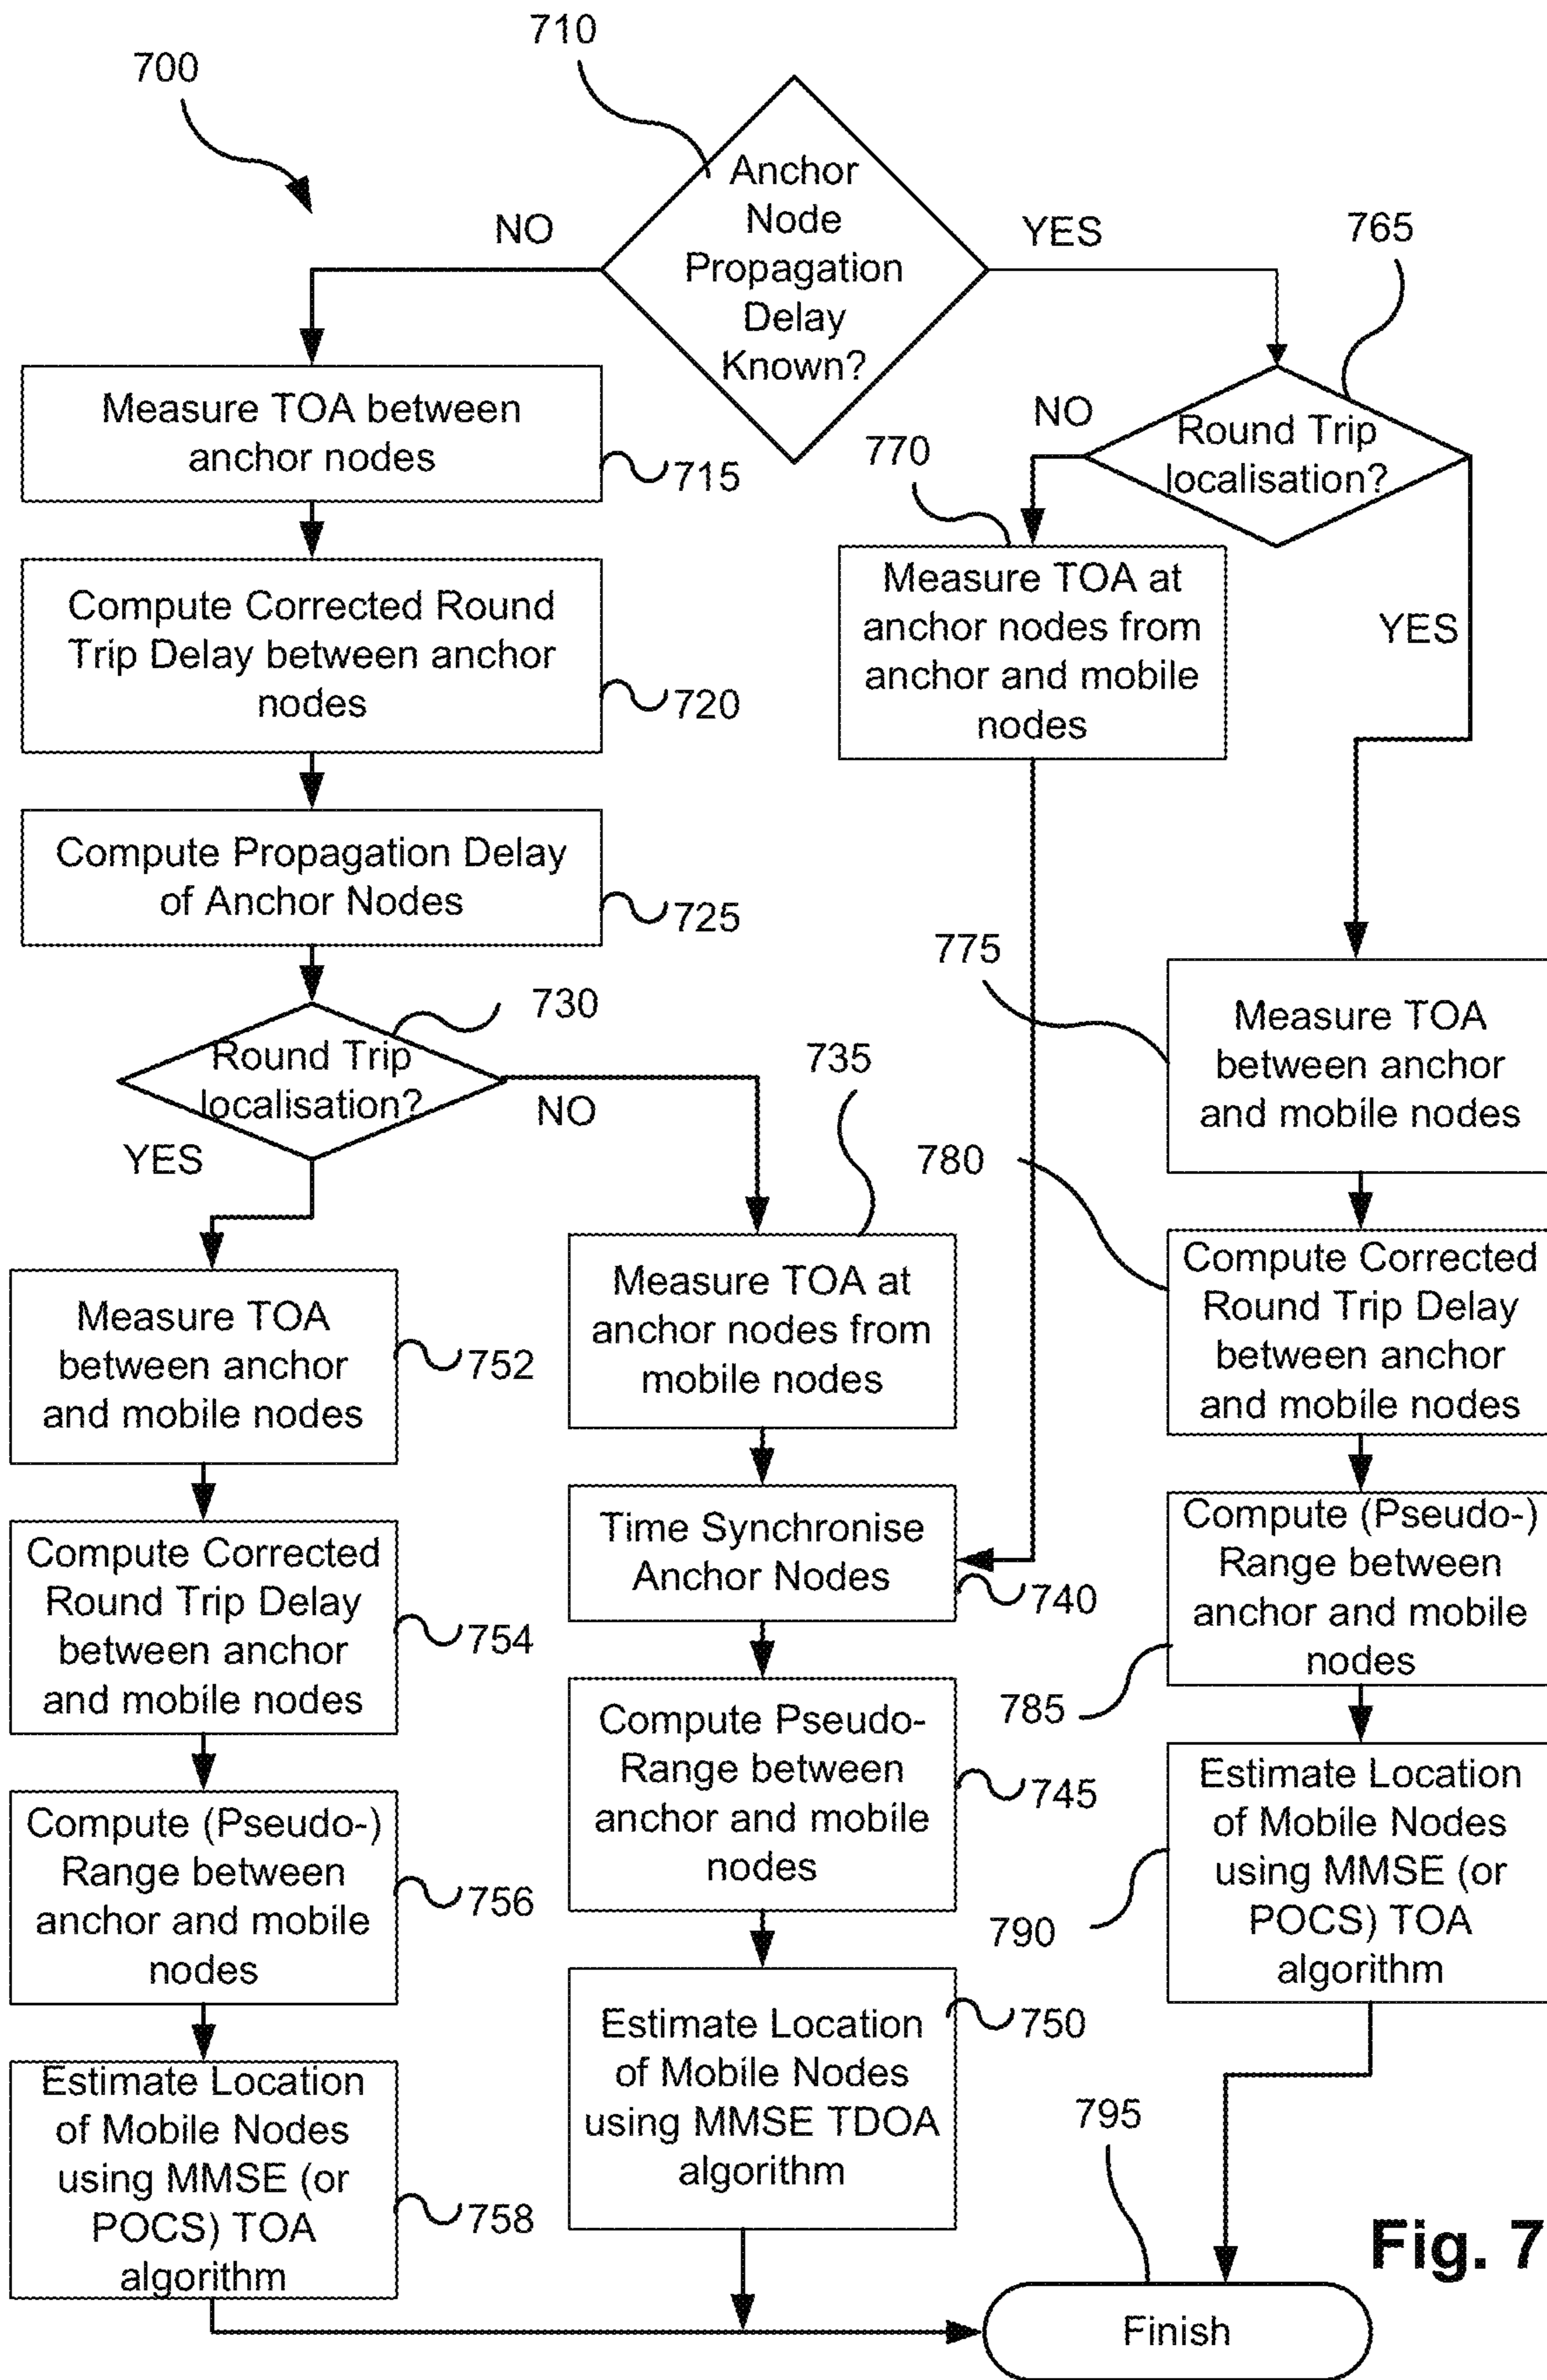 710
700
Anchor
Node
Propagation
Delay
Known?
NO
YES
765
Measure TOA between
anchor nodes
715
NO
Round Trip
localisation?
YES
770
Measure TOA at
anchor nodes from
anchor and mobile
nodes
Compute Corrected Round
Trip Delay between anchor
nodes
720
Compute Propagation Delay
of Anchor Nodes
725
730
Round Trip
localisation?
YES
NO
735
775
Measure TOA
between anchor
and mobile nodes
780
Measure TOA
between anchor
and mobile nodes
752
Measure TOA at
anchor nodes from
mobile nodes
Compute Corrected
Round Trip Delay
between anchor
and mobile nodes
Compute Corrected
Round Trip Delay
between anchor
and mobile nodes
754
Time Synchronise
Anchor Nodes
740
Compute (Pseudo-)
Range between
anchor and mobile
nodes
785
Compute (Pseudo-)
Range between
anchor and mobile
nodes
756
Compute Pseudo-
Range between
anchor and mobile
nodes
745
Estimate Location
of Mobile Nodes
using MMSE (or
POCS) TOA
algorithm
790
Estimate Location
of Mobile Nodes
using MMSE (or
POCS) TOA
algorithm
758
Estimate Location
of Mobile Nodes
using MMSE TDOA
algorithm
750
795
Finish
Fig. 7